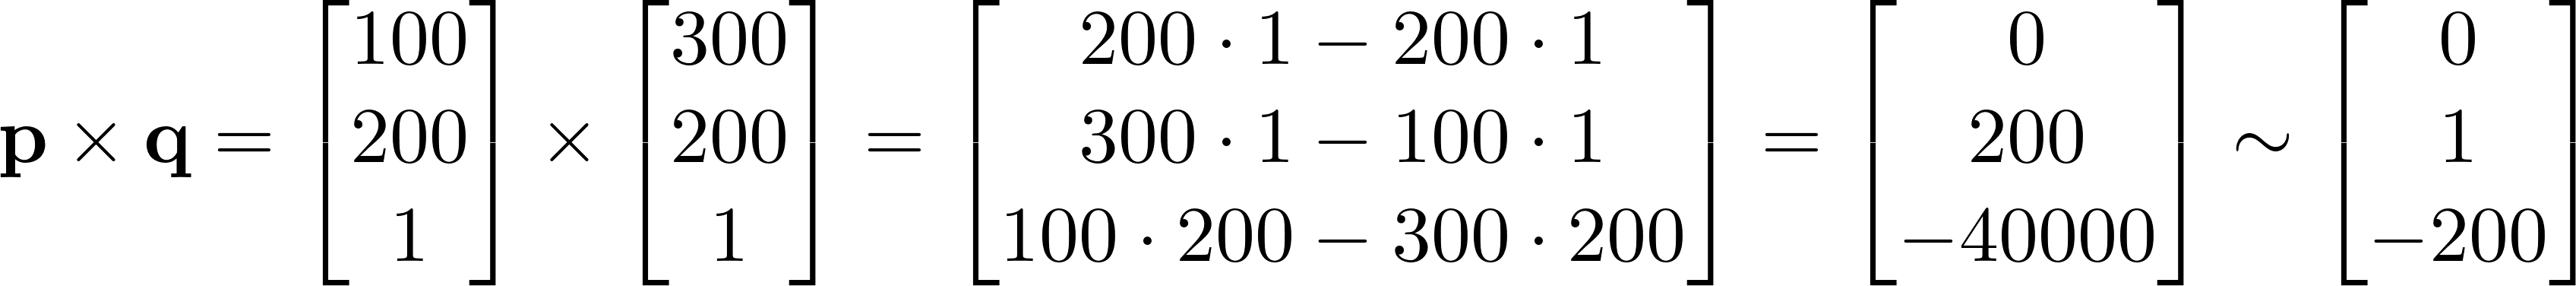 p × q = [100 200 1] × [300 200 1] = [200 · 1 − 200 · 1 300 · 1 − 100 · 1 100 · 200 − 300 · 200] = [0 200 −40000] ∼ [0 1 −200]